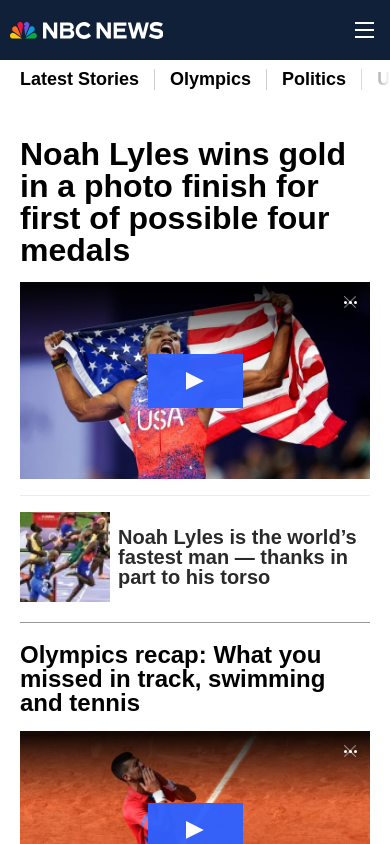 NBC NEWS
Latest Stories
Olympics
Politics
U
Noah Lyles wins gold
in a photo finish for
first of possible four
medals
USA
Noah Lyles is the world’s
fastest man — thanks in
part to his torso
Olympics recap: What you
missed in track, swimming
and tennis